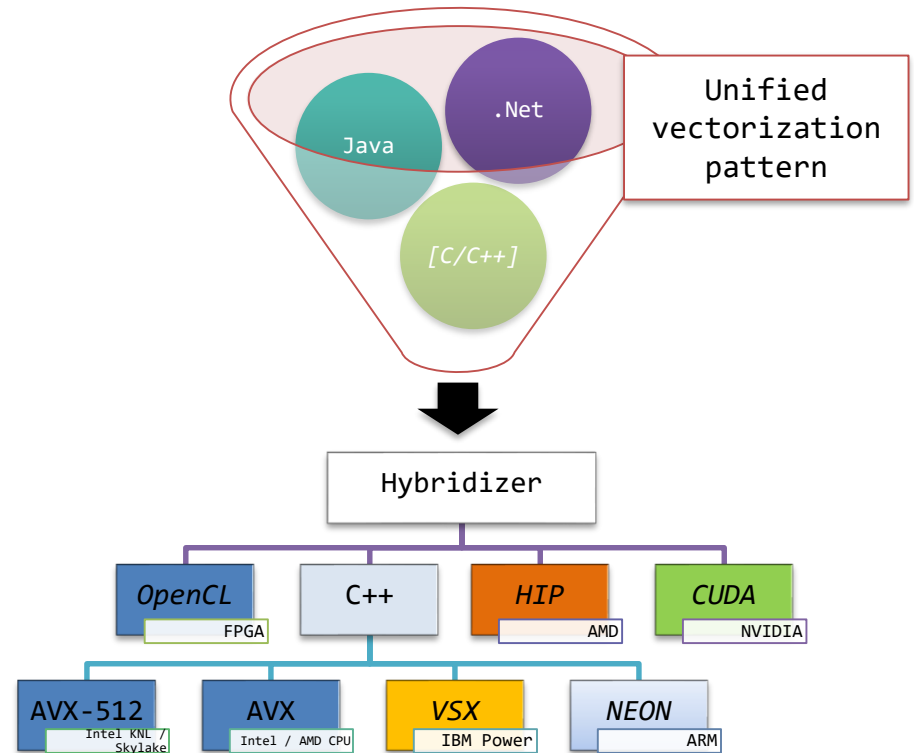 Unified
vectorization
pattern
.Net
Java
[C/C++]
Hybridizer
OpenCL
FPGA
C++
HIP
AMD
CUDA
NVIDIA
AVX-512
Intel KNL /
Skylake
AVX
Intel / AMD CPU
VSX
IBM Power
NEON
ARM